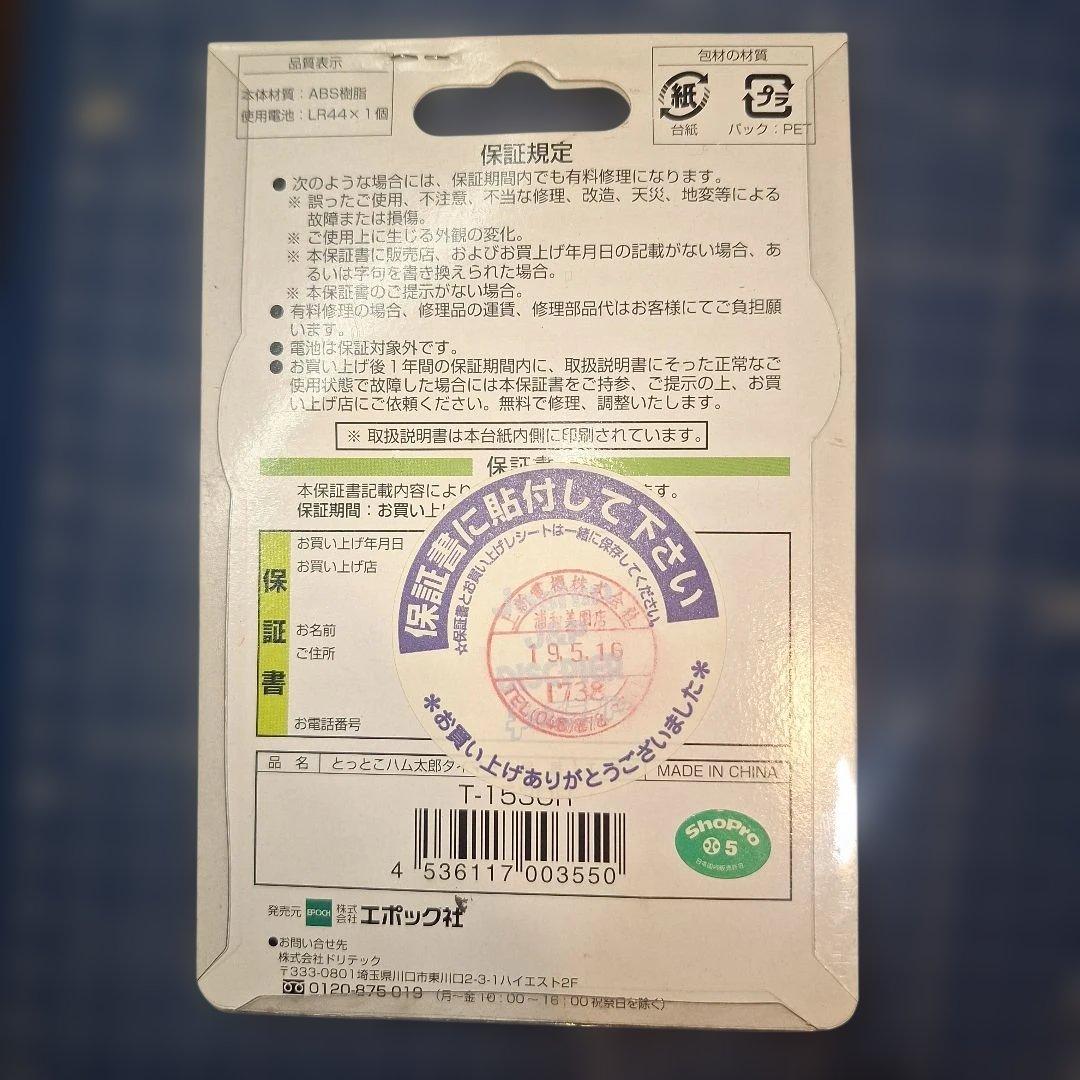 品質表示
本体材質：ABS樹脂
使用電池：LR44×1個
包材の材質
紙
プラ
台紙
パック：PET
保証規定
●次のような場合には、保証期間内でも有料修理になります。
※ 誤ったご使用、不注意、不当な修理、改造、天災、地変等による
故障または損傷。
※ ご使用上に生じる外観の変化。
※ 本保証書に販売店、およびお買上げ年月日の記載がない場合、あ
るいは字句を書き換えられた場合。
※ 本保証書のご提示がない場合。
●有料修理の場合、修理品の運賃、修理部品代はお客様にてご負担願
います。
●電池は保証対象外です。
●お買い上げ後1年間の保証期間内に、取扱説明書にそった正常なご
使用状態で故障した場合には本保証書をご持参、ご提示の上、お買
い上げ店にご依頼ください。無料で修理、調整いたします。
※ 取扱説明書は本台紙内側に印刷されています。
保証書
本保証書記載内容により
ます。
保証期間：お買い上
保証書に貼付して下さい
☆保証書とお買い上げレシートは一緒に保存してください。
19.5.16
1738
＊お買い上げありがとうございました＊
保証書
お買い上げ年月日
お買い上げ店
お名前
ご住所
お電話番号
品 名
とっとこハム太郎タイ
MADE IN CHINA
4 536117 003550
ShoPro
5
発売元 EPOCH 株式会社 エポック社
●お問い合せ先
株式会社ドリテック
〒333-0801埼玉県川口市東川口2-3-1ハイエスト2F
0120-875-019 （月～金 10：00～16：00 祝祭日を除く）